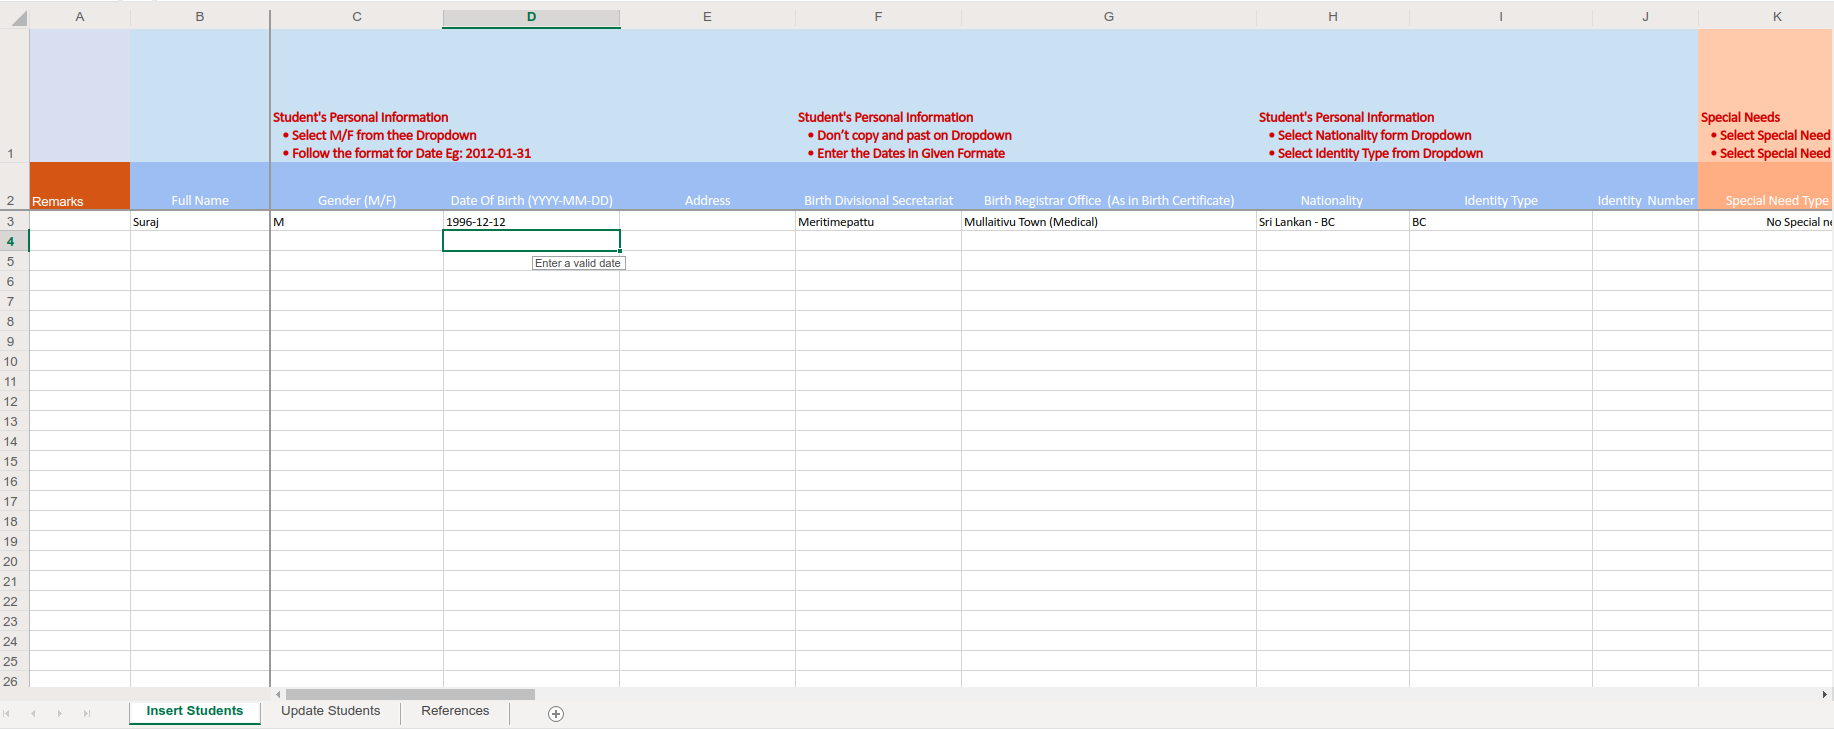 A B C D E F G H I J K
1
Student's Personal Information
• Select M/F from thee Dropdown
• Follow the format for Date Eg: 2012-01-31
Student's Personal Information
• Don't copy and past on Dropdown
• Enter the Dates in Given Formate
Student's Personal Information
• Select Nationality form Dropdown
• Select Identity Type from Dropdown
Special Needs
• Select Special Need
• Select Special Need
2 Remarks Full Name Gender (M/F) Date Of Birth (YYYY-MM-DD) Address Birth Divisional Secretariat Birth Registrar Office (As in Birth Certificate) Nationality Identity Type Identity Number Special Need Type
3 Suraj M 1996-12-12 Meritimepattu Mullaitivu Town (Medical) Sri Lankan - BC BC No Special ne
4
5 Enter a valid date
6
7
8
9
10
11
12
13
14
15
16
17
18
19
20
21
22
23
24
25
26
Insert Students Update Students References